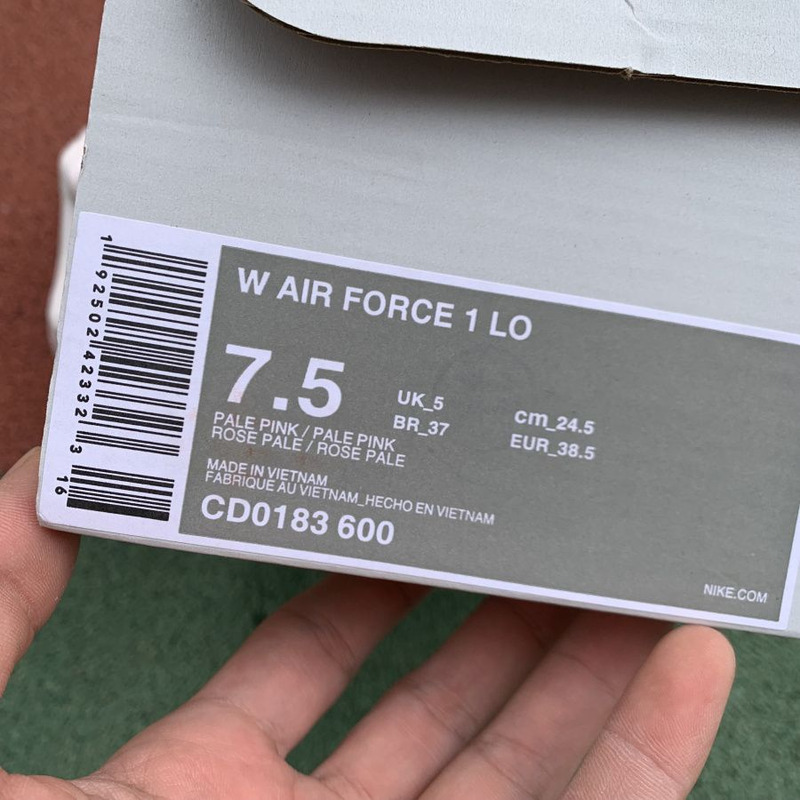 W AIR FORCE 1 LO
7.5
UK_5
cm_24.5
BR_37
EUR_38.5
PALE PINK / PALE PINK
ROSE PALE / ROSE PALE
MADE IN VIETNAM
FABRIQUE AU VIETNAM_HECHO EN VIETNAM
CD0183 600
NIKE.COM
1 92502 42332 3 16